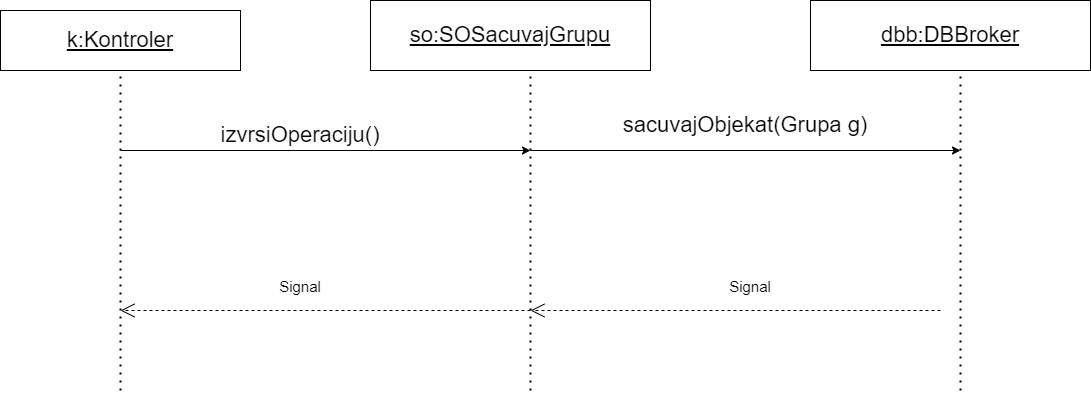 k:Kontroler
so:SOSacuvajGrupu
dbb:DBBroker
izvrsiOperaciju()
sacuvajObjekat(Grupa g)
Signal
Signal